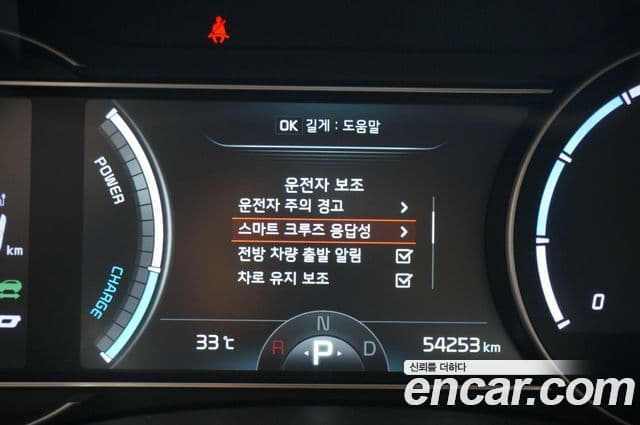 OK 길게 : 도움말
운전자 보조
운전자 주의 경고
스마트 크루즈 응답성
전방 차량 출발 알림
차로 유지 보조
POWER
CHARGE
km
0
33℃
R N D
P
54253 km
신뢰를 더하다
encar.com